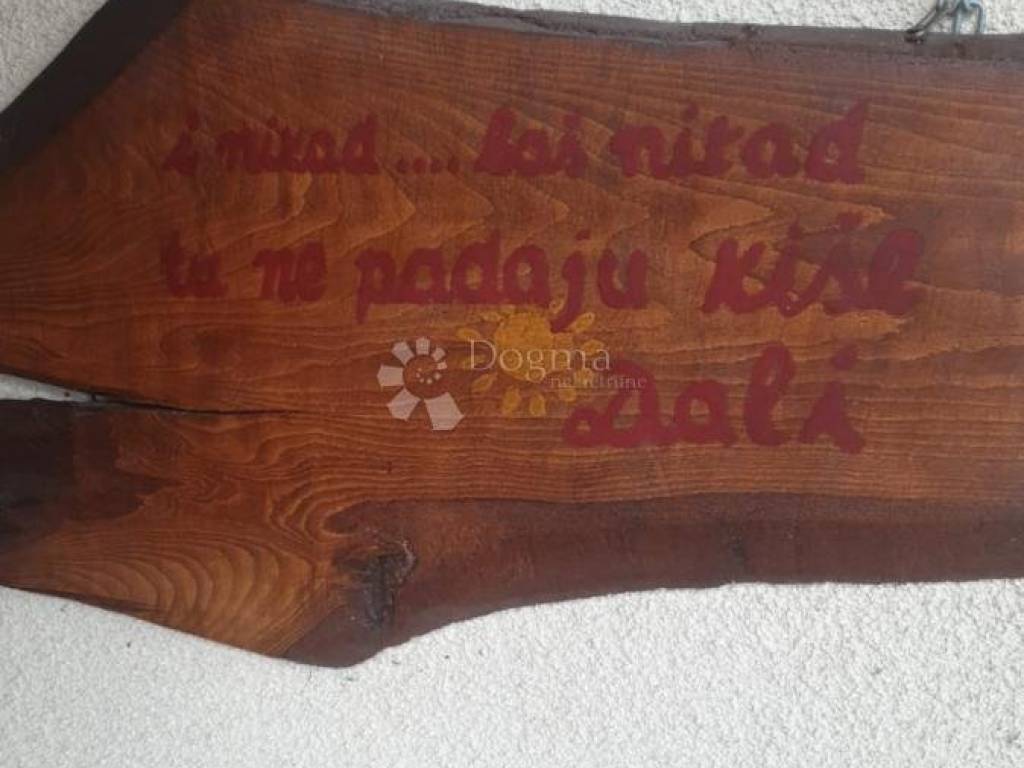 i nikad .... baš nikad
tu ne padaju kiše
Dogma
nekretnine
Dali